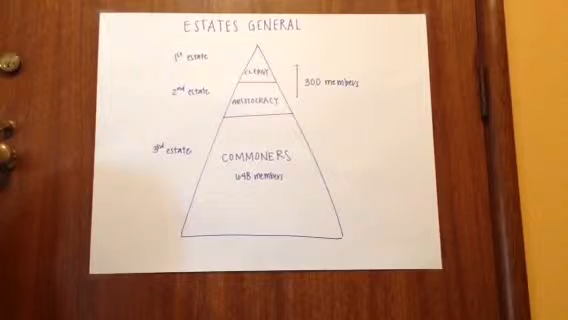 ESTATES GENERAL
1st estate
CLERGY
2nd estate
300 members
ARISTOCRACY
3rd estate
COMMONERS
648 members